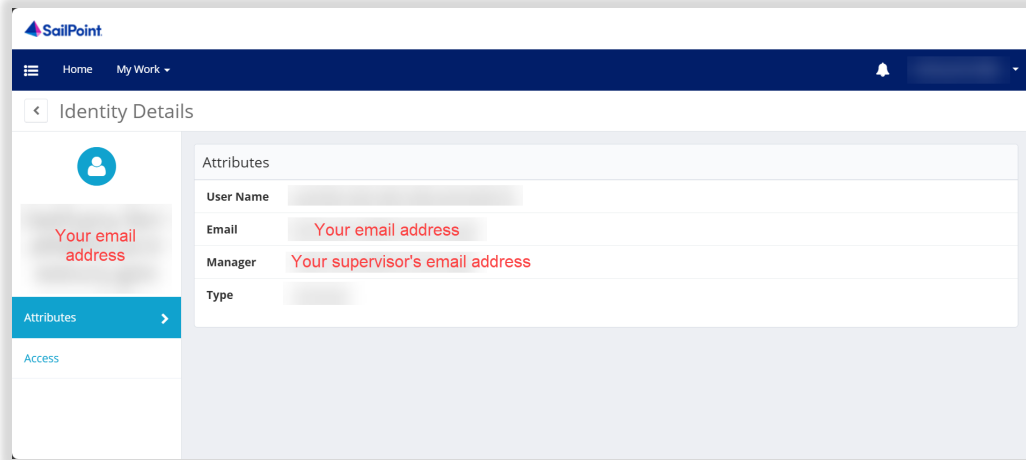 SailPoint
Home My Work
Identity Details
Your email
address
Attributes
Access
Attributes
User Name
Email Your email address
Manager Your supervisor's email address
Type